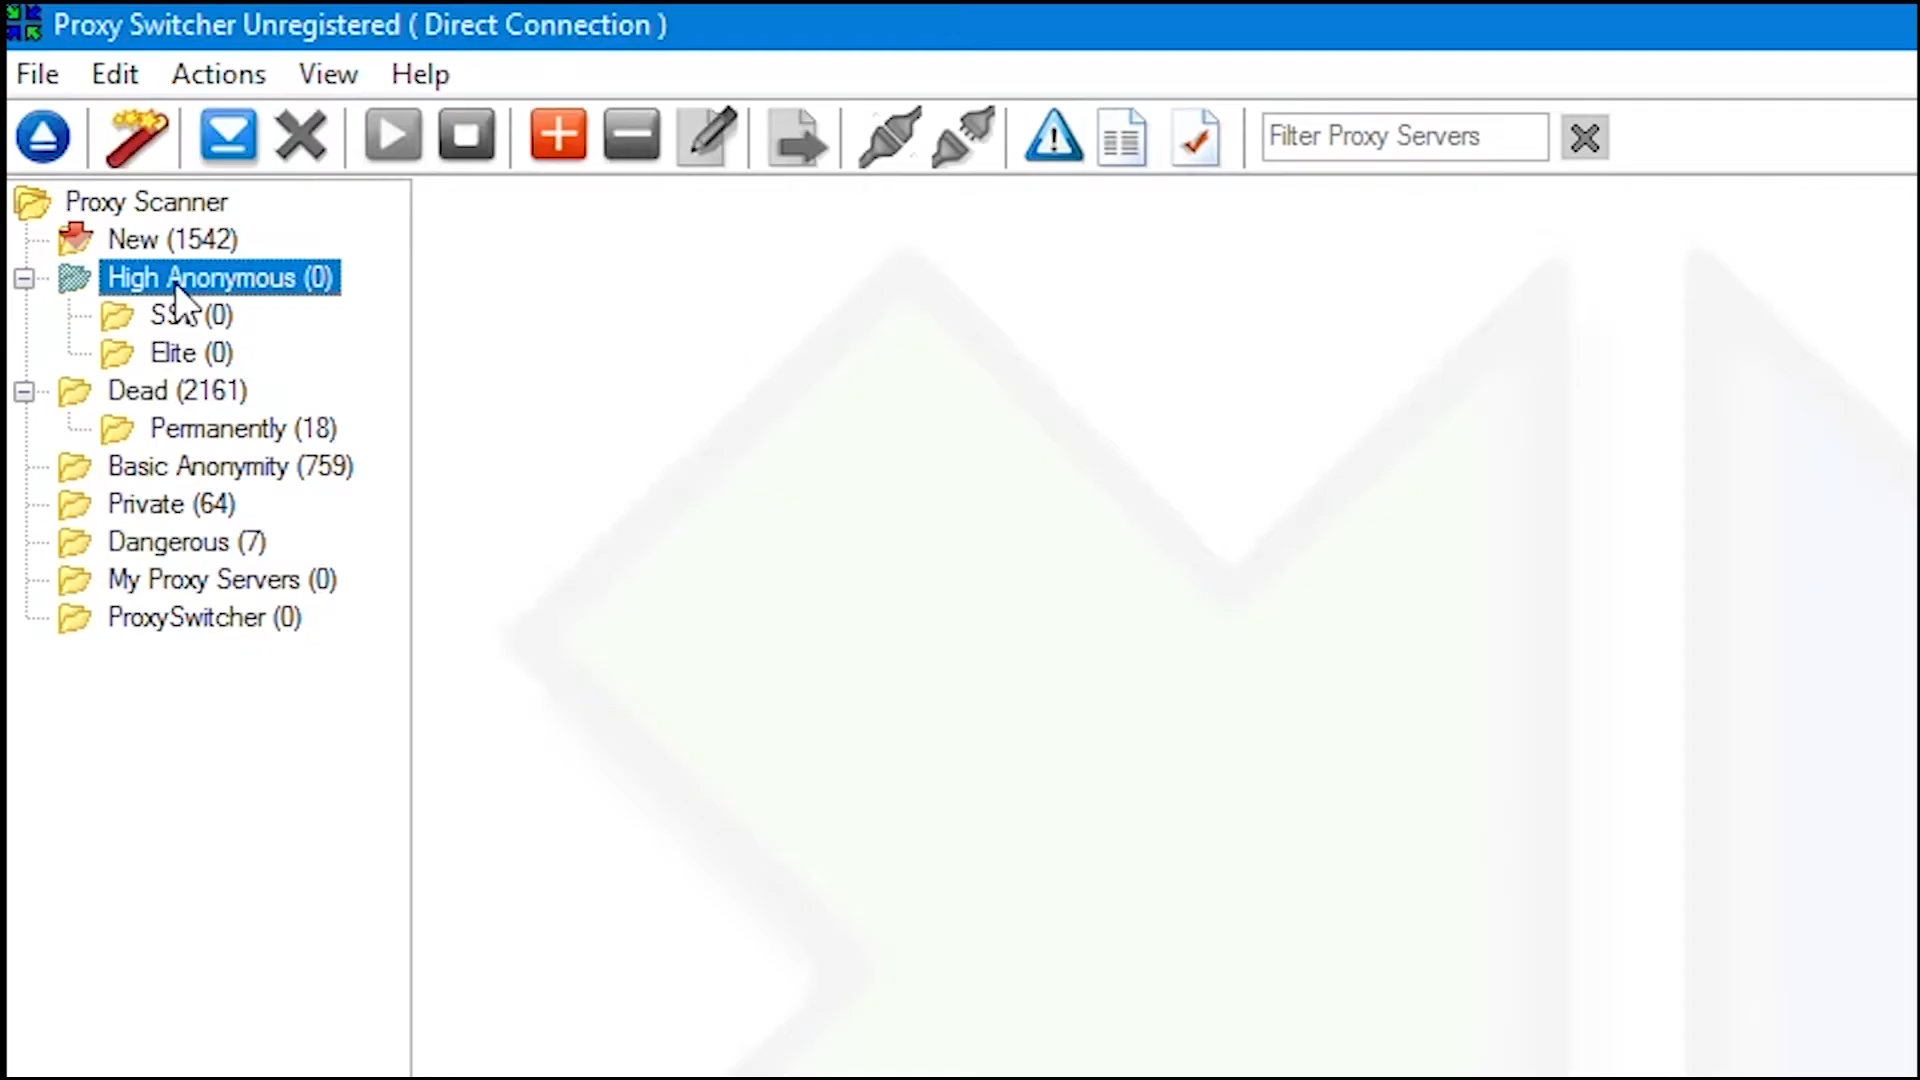 Proxy Switcher Unregistered ( Direct Connection )
File Edit Actions View Help
Filter Proxy Servers
Proxy Scanner
New (1542)
High Anonymous (0)
(0)
Elite (0)
Dead (2161)
Permanently (18)
Basic Anonymity (759)
Private (64)
Dangerous (7)
My Proxy Servers (0)
ProxySwitcher (0)